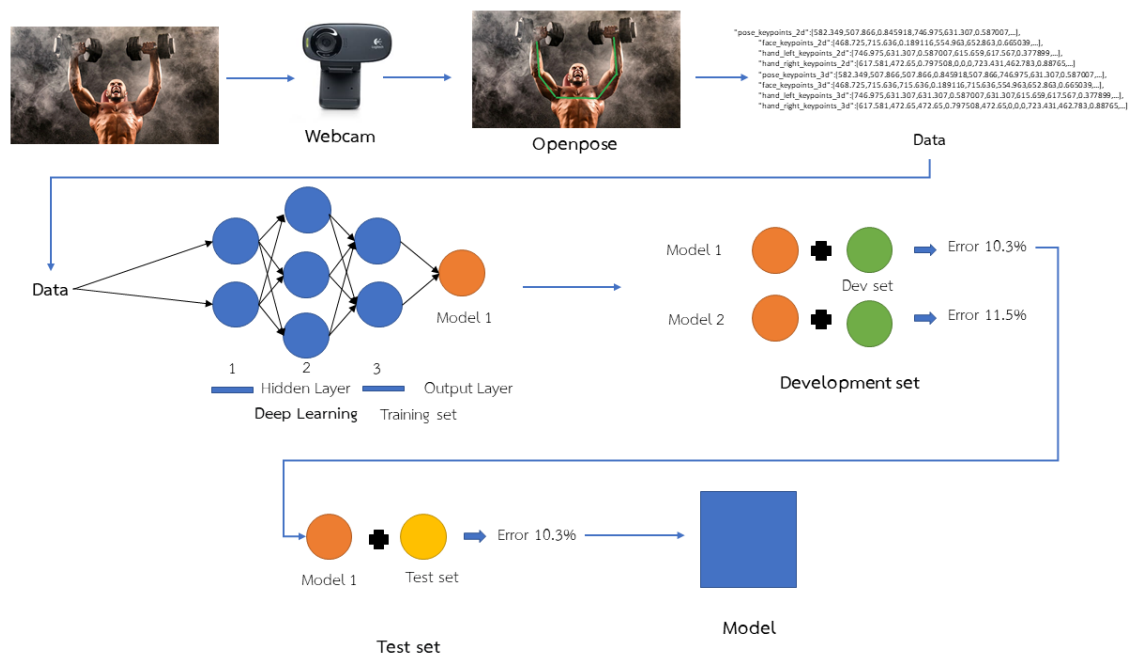 Webcam
Openpose
"pose_keypoints_2d":[582.349,507.866,0.845918,746.975,631.307,0.587007,...],
"face_keypoints_2d":[468.725,715.636,0.189116,554.963,652.863,0.665039,...],
"hand_left_keypoints_2d":[746.975,631.307,0.587007,615.659,617.567,0.377899,...],
"hand_right_keypoints_2d":[617.581,472.65,0.797508,0,0,0,723.431,462.783,0.88765,...]
"pose_keypoints_3d":[582.349,507.866,507.866,0.845918,507.866,746.975,631.307,0.587007,...],
"face_keypoints_3d":[468.725,715.636,715.636,0.189116,715.636,554.963,652.863,0.665039,...],
"hand_left_keypoints_3d":[746.975,631.307,631.307,0.587007,631.307,615.659,617.567,0.377899,...],
"hand_right_keypoints_3d":[617.581,472.65,472.65,0.797508,472.65,0,0,0,723.431,462.783,0.88765,...]
Data
Data
Model 1
1 2 3
Hidden Layer Output Layer
Deep Learning Training set
Model 1 Error 10.3%
Dev set
Model 2 Error 11.5%
Development set
Error 10.3%
Model 1 Test set
Test set
Model